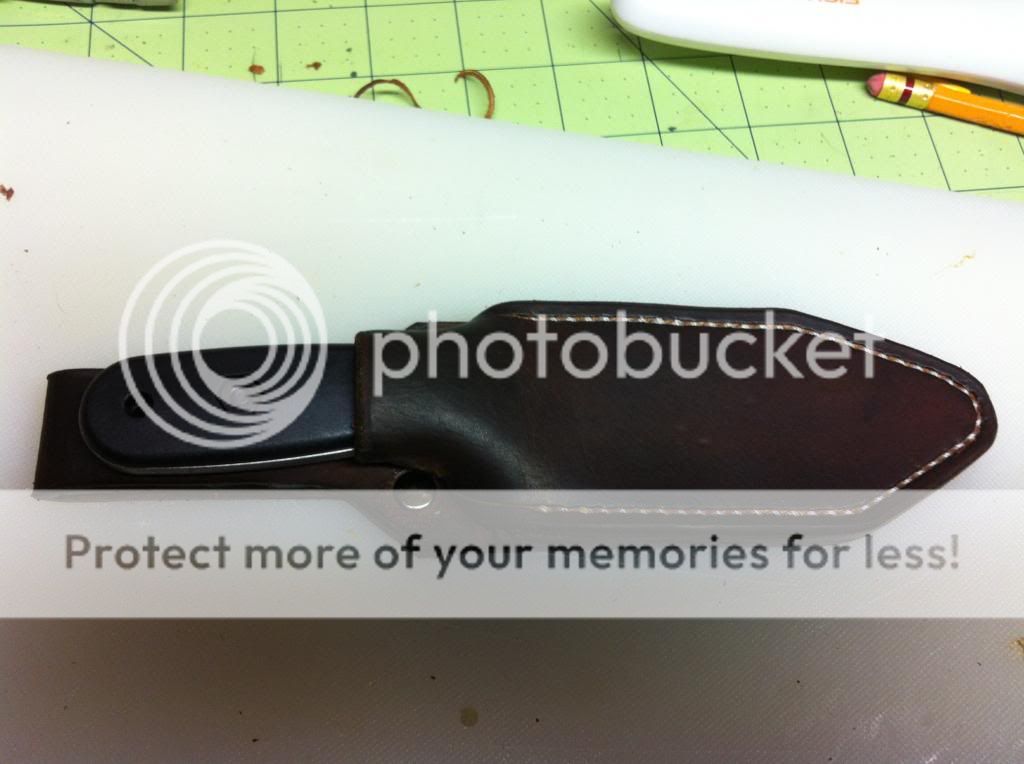 photobucket
Protect more of your memories for less!